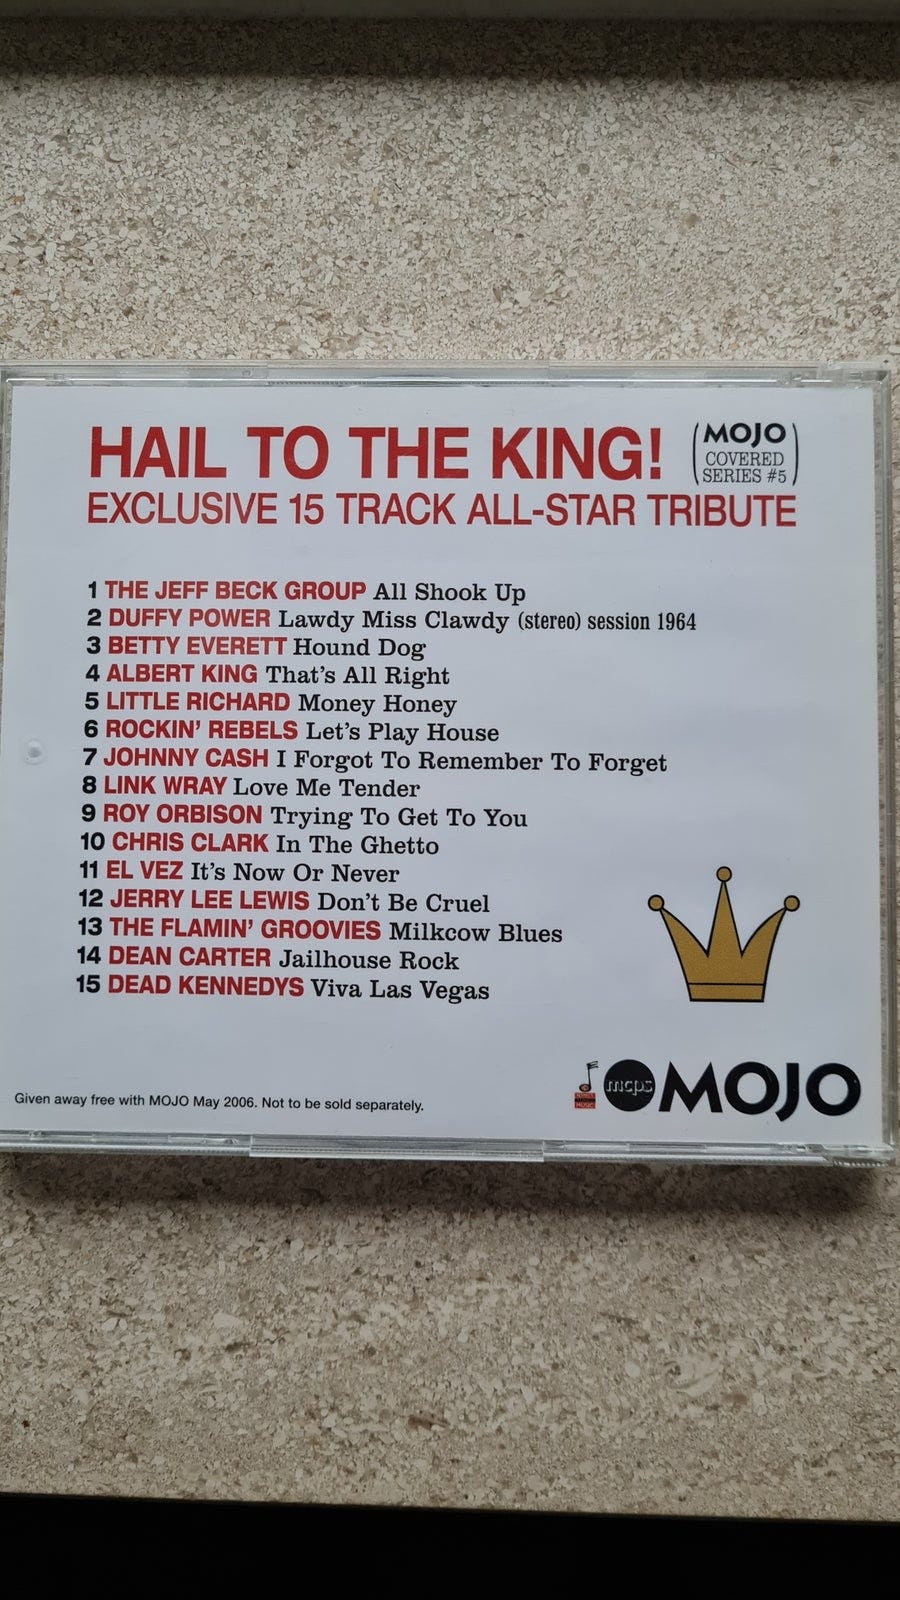 HAIL TO THE KING!
(MOJO
COVERED
SERIES #5)
EXCLUSIVE 15 TRACK ALL-STAR TRIBUTE
1 THE JEFF BECK GROUP All Shook Up
2 DUFFY POWER Lawdy Miss Clawdy (stereo) session 1964
3 BETTY EVERETT Hound Dog
4 ALBERT KING That's All Right
5 LITTLE RICHARD Money Honey
6 ROCKIN' REBELS Let's Play House
7 JOHNNY CASH I Forgot To Remember To Forget
8 LINK WRAY Love Me Tender
9 ROY ORBISON Trying To Get To You
10 CHRIS CLARK In The Ghetto
11 EL VEZ It's Now Or Never
12 JERRY LEE LEWIS Don't Be Cruel
13 THE FLAMIN' GROOVIES Milkcow Blues
14 DEAN CARTER Jailhouse Rock
15 DEAD KENNEDYS Viva Las Vegas
Given away free with MOJO May 2006. Not to be sold separately.
mcps MOJO